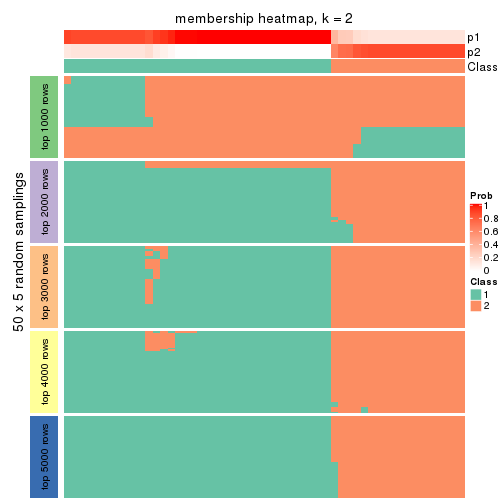 membership heatmap, k = 2
p1
p2
Class
50 x 5 random samplings
top 1000 rows
top 2000 rows
top 3000 rows
top 4000 rows
top 5000 rows
Prob
1
0.8
0.6
0.4
0.2
0
Class
1
2